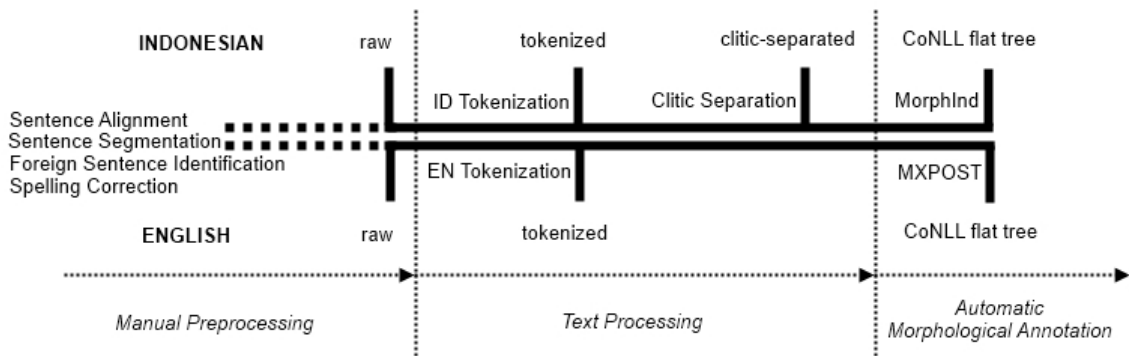 INDONESIAN raw tokenized clitic-separated CoNLL flat tree
ID Tokenization Clitic Separation MorphInd
Sentence Alignment
Sentence Segmentation
Foreign Sentence Identification
Spelling Correction
EN Tokenization MXPOST
ENGLISH raw tokenized CoNLL flat tree
Manual Preprocessing Text Processing Automatic
Morphological Annotation